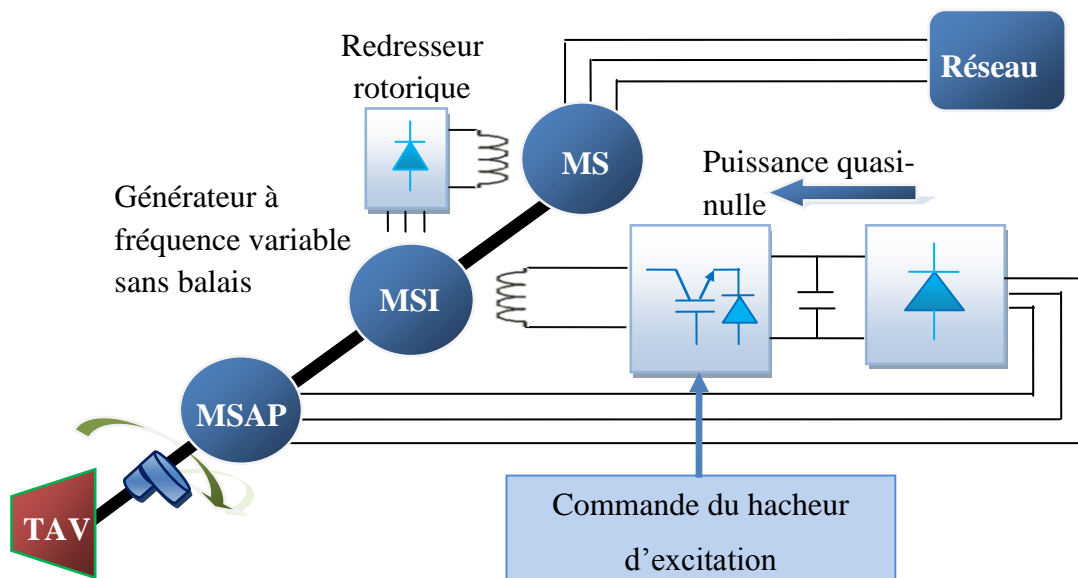 Redresseur
rotorique
Réseau
MS
Puissance quasi-
nulle
Générateur à
fréquence variable
sans balais
MSI
MSAP
TAV
Commande du hacheur
d’excitation